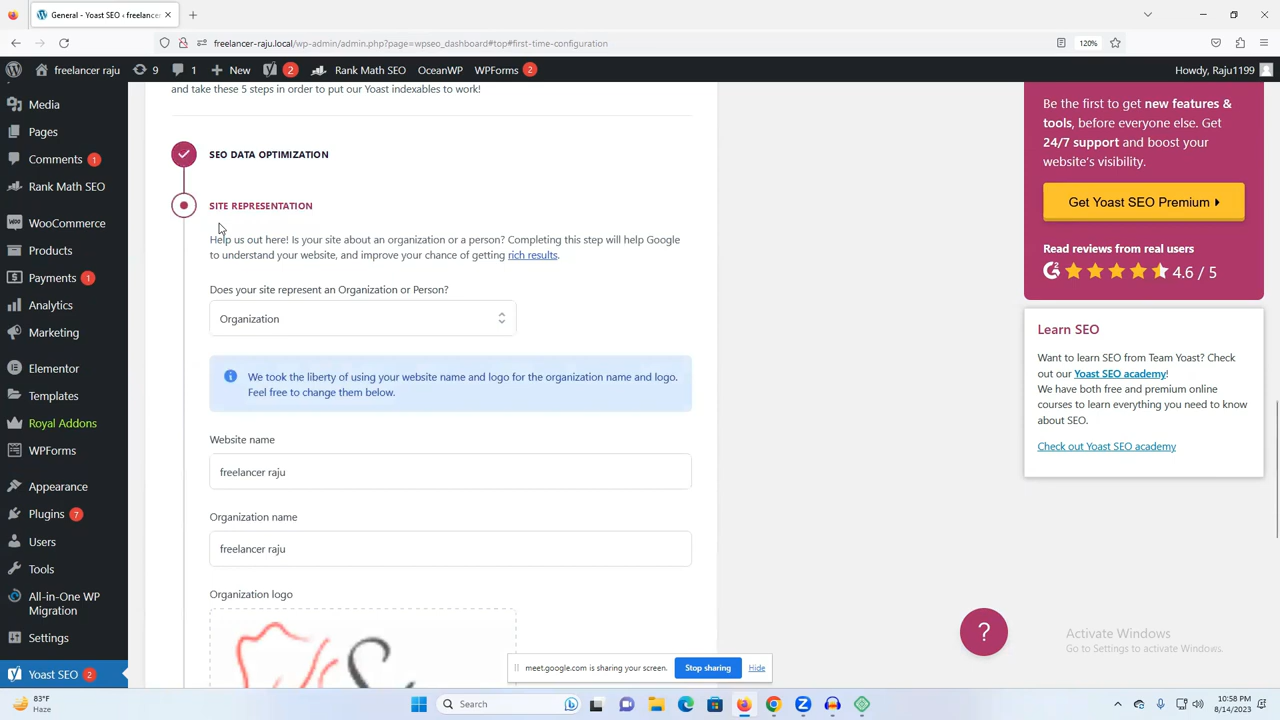 General - Yoast SEO ‹ freelancer
freelancer-raju.local/wp-admin/admin.php?page=wpseo_dashboard#top#first-time-configuration
120%
freelancer raju
9
1
New
2
Rank Math SEO
OceanWP
WPForms 2
Howdy, Raju1199
Media
Pages
Comments 1
Rank Math SEO
WooCommerce
Products
Payments 1
Analytics
Marketing
Elementor
Templates
Royal Addons
WPForms
Appearance
Plugins 7
Users
Tools
All-in-One WP
Migration
Settings
Yoast SEO 2
and take these 5 steps in order to put our Yoast indexables to work!
SEO DATA OPTIMIZATION
SITE REPRESENTATION
Help us out here! Is your site about an organization or a person? Completing this step will help Google
to understand your website, and improve your chance of getting rich results.
Does your site represent an Organization or Person?
Organization
We took the liberty of using your website name and logo for the organization name and logo.
Feel free to change them below.
Website name
freelancer raju
Organization name
freelancer raju
Organization logo
Be the first to get new features &
tools, before everyone else. Get
24/7 support and boost your
website's visibility.
Get Yoast SEO Premium
Read reviews from real users
4.6 / 5
Learn SEO
Want to learn SEO from Team Yoast? Check
out our Yoast SEO academy!
We have both free and premium online
courses to learn everything you need to know
about SEO.
Check out Yoast SEO academy
?
Activate Windows
Go to Settings to activate Windows.
meet.google.com is sharing your screen.
Stop sharing
Hide
83°F
Haze
Search
10:58 PM
8/14/2023